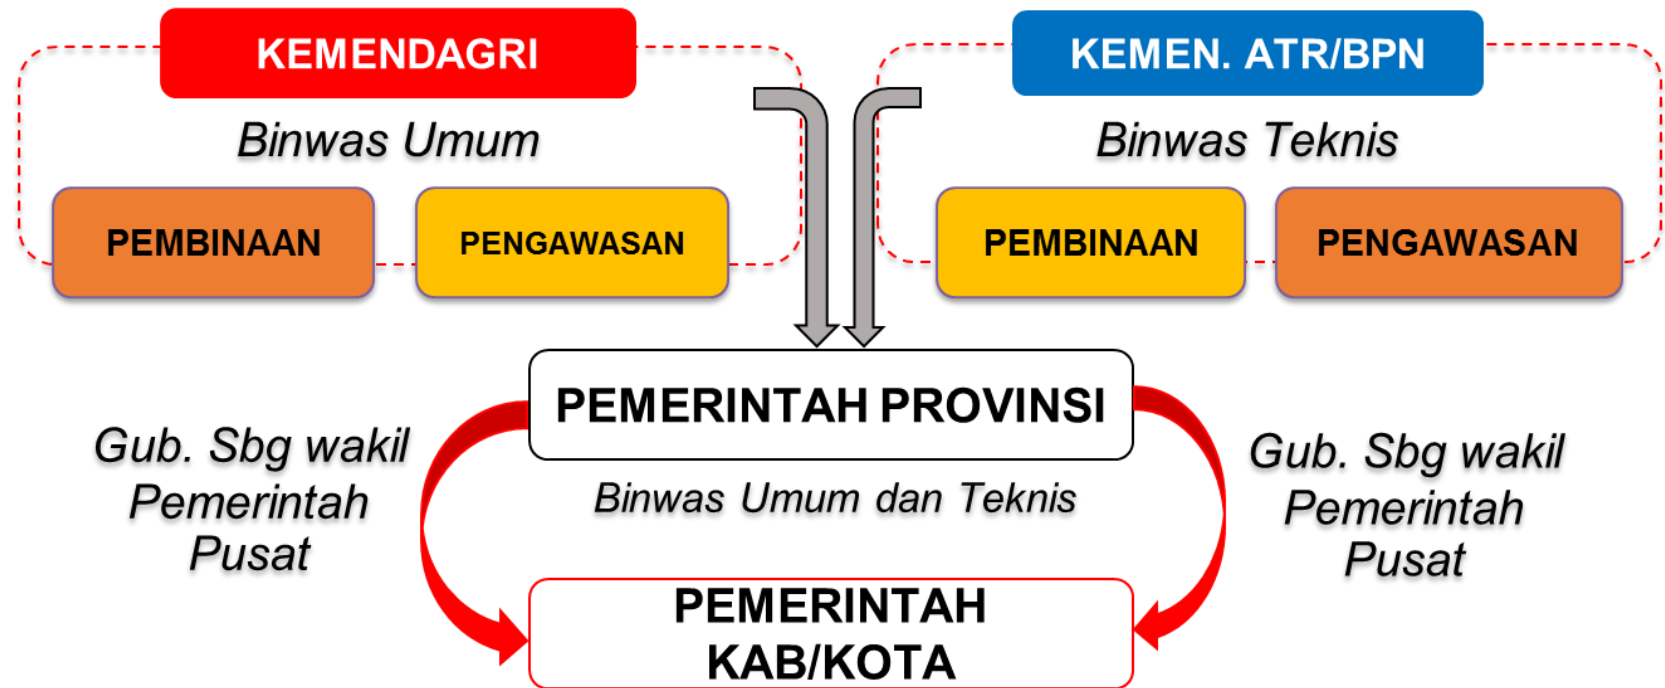 KEMENDAGRI
Binwas Umum
PEMBINAAN
PENGAWASAN
KEMEN. ATR/BPN
Binwas Teknis
PEMBINAAN
PENGAWASAN
PEMERINTAH PROVINSI
Binwas Umum dan Teknis
Gub. Sbg wakil
Pemerintah
Pusat
Gub. Sbg wakil
Pemerintah
Pusat
PEMERINTAH
KAB/KOTA